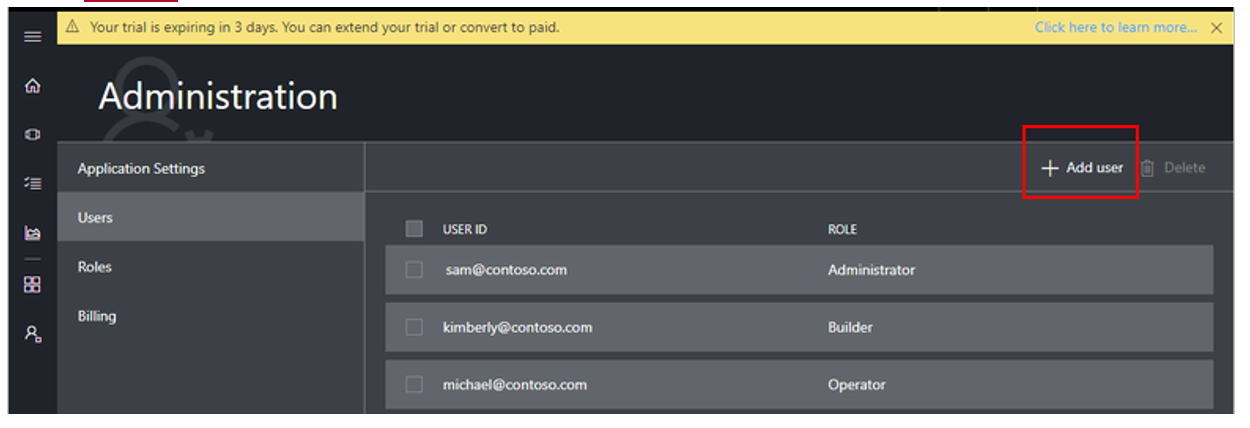 Your trial is expiring in 3 days. You can extend your trial or convert to paid. Click here to learn more...
Administration
Application Settings
Users
Roles
Billing
Add user Delete
USER ID ROLE
sam@contoso.com Administrator
kimberly@contoso.com Builder
michael@contoso.com Operator